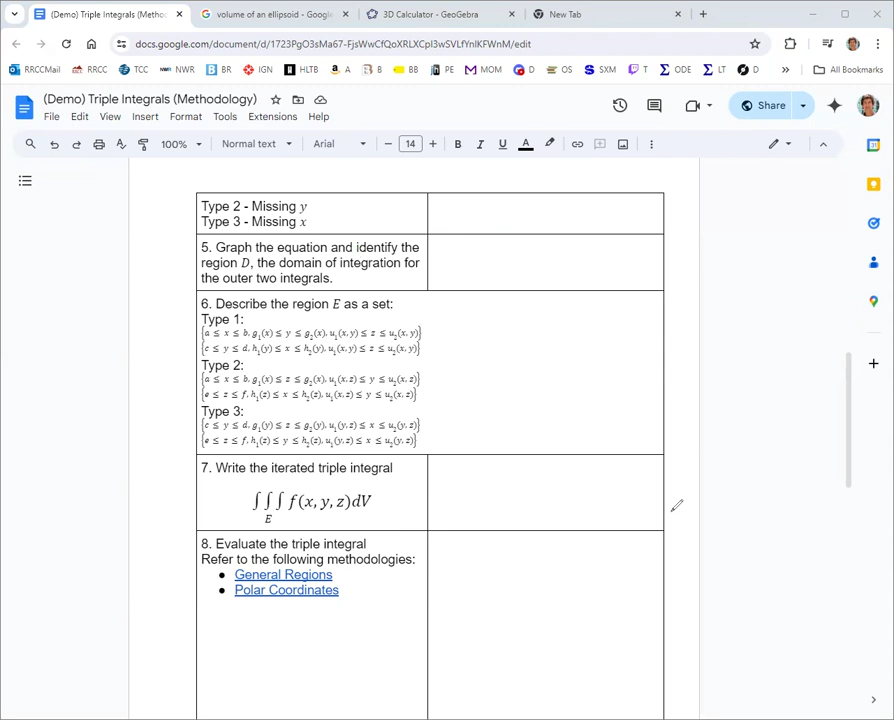 (Demo) Triple Integrals (Metho
volume of an ellipsoid - Google
3D Calculator - GeoGebra
New Tab
docs.google.com/document/d/1723PgO3sMa67-FjsWwCfQoXRLXCpI3wSVLfYnIKFWnM/edit
RRCCMail
RRCC
TCC
NWR
BR
IGN
HLTB
A
B
BB
PE
MOM
D
OS
SXM
T
ODE
LT
D
All Bookmarks
(Demo) Triple Integrals (Methodology)
Share
File Edit View Insert Format Tools Extensions Help
100% Normal text Arial − 14 + B I U A
Type 2 - Missing y
Type 3 - Missing x
5. Graph the equation and identify the
region D, the domain of integration for
the outer two integrals.
6. Describe the region E as a set:
Type 1:
{a ≤ x ≤ b, g₁(x) ≤ y ≤ g₂(x), u₁(x, y) ≤ z ≤ u₂(x, y)}
{c ≤ y ≤ d, h₁(y) ≤ x ≤ h₂(y), u₁(x, y) ≤ z ≤ u₂(x, y)}
Type 2:
{a ≤ x ≤ b, g₁(x) ≤ z ≤ g₂(x), u₁(x, z) ≤ y ≤ u₂(x, z)}
{e ≤ z ≤ f, h₁(z) ≤ x ≤ h₂(z), u₁(x, z) ≤ y ≤ u₂(x, z)}
Type 3:
{c ≤ y ≤ d, g₁(y) ≤ z ≤ g₂(y), u₁(y, z) ≤ x ≤ u₂(y, z)}
{e ≤ z ≤ f, h₁(z) ≤ y ≤ h₂(z), u₁(y, z) ≤ x ≤ u₂(y, z)}
7. Write the iterated triple integral
∫∫∫ f(x, y, z)dV
E
8. Evaluate the triple integral
Refer to the following methodologies:
● General Regions
● Polar Coordinates